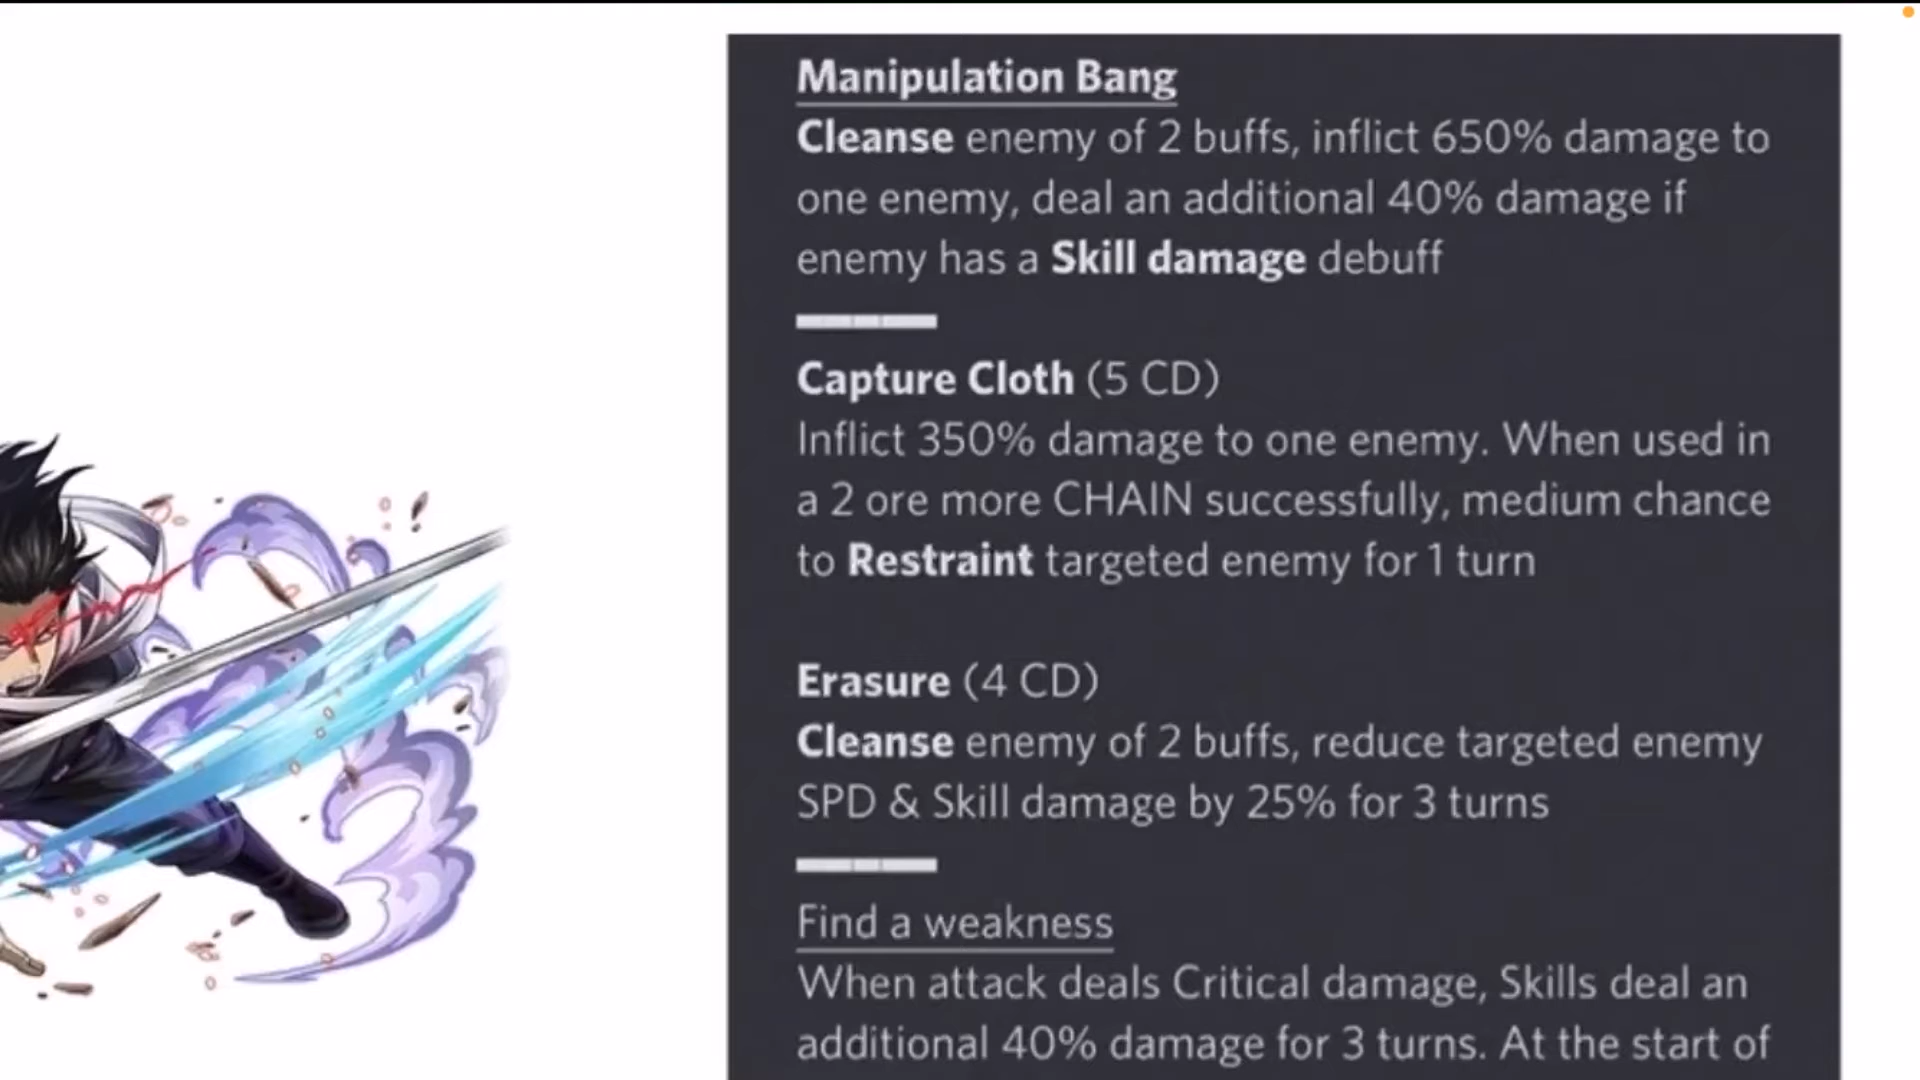 Manipulation Bang
Cleanse enemy of 2 buffs, inflict 650% damage to
one enemy, deal an additional 40% damage if
enemy has a Skill damage debuff
Capture Cloth (5 CD)
Inflict 350% damage to one enemy. When used in
a 2 ore more CHAIN successfully, medium chance
to Restraint targeted enemy for 1 turn
Erasure (4 CD)
Cleanse enemy of 2 buffs, reduce targeted enemy
SPD & Skill damage by 25% for 3 turns
Find a weakness
When attack deals Critical damage, Skills deal an
additional 40% damage for 3 turns. At the start of